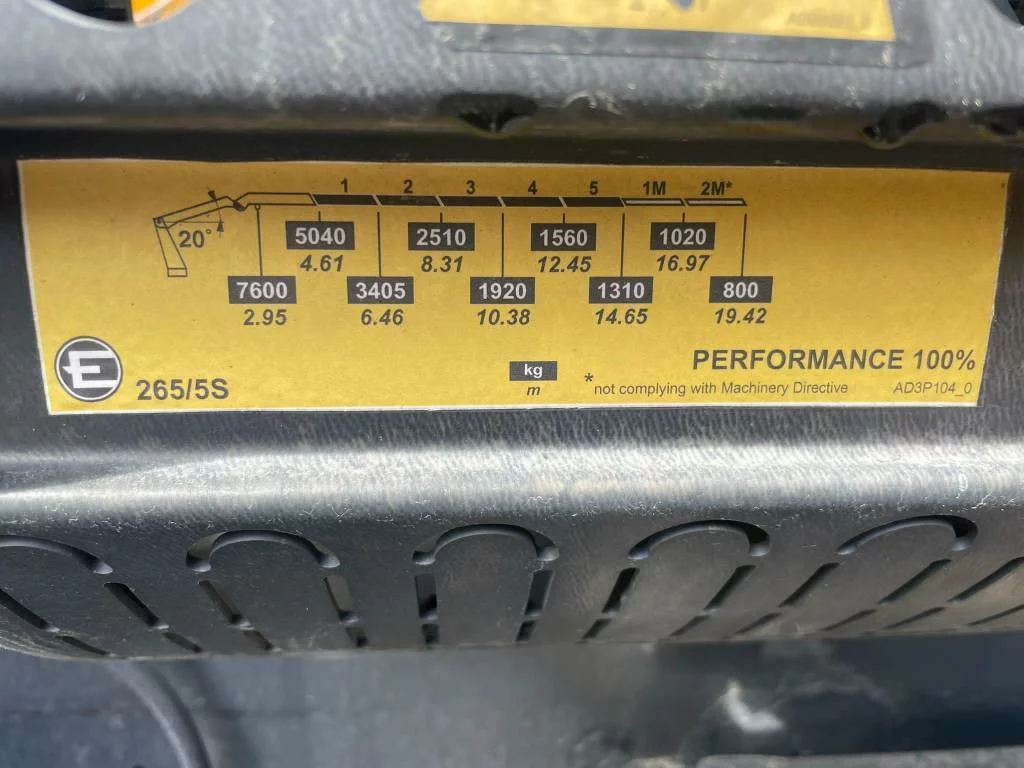 1 2 3 4 5 1M 2M*
20°
5040 2510 1560 1020
4.61 8.31 12.45 16.97
7600 3405 1920 1310 800
2.95 6.46 10.38 14.65 19.42
kg
m
PERFORMANCE 100%
E 265/5S
* not complying with Machinery Directive
AD3P104_0